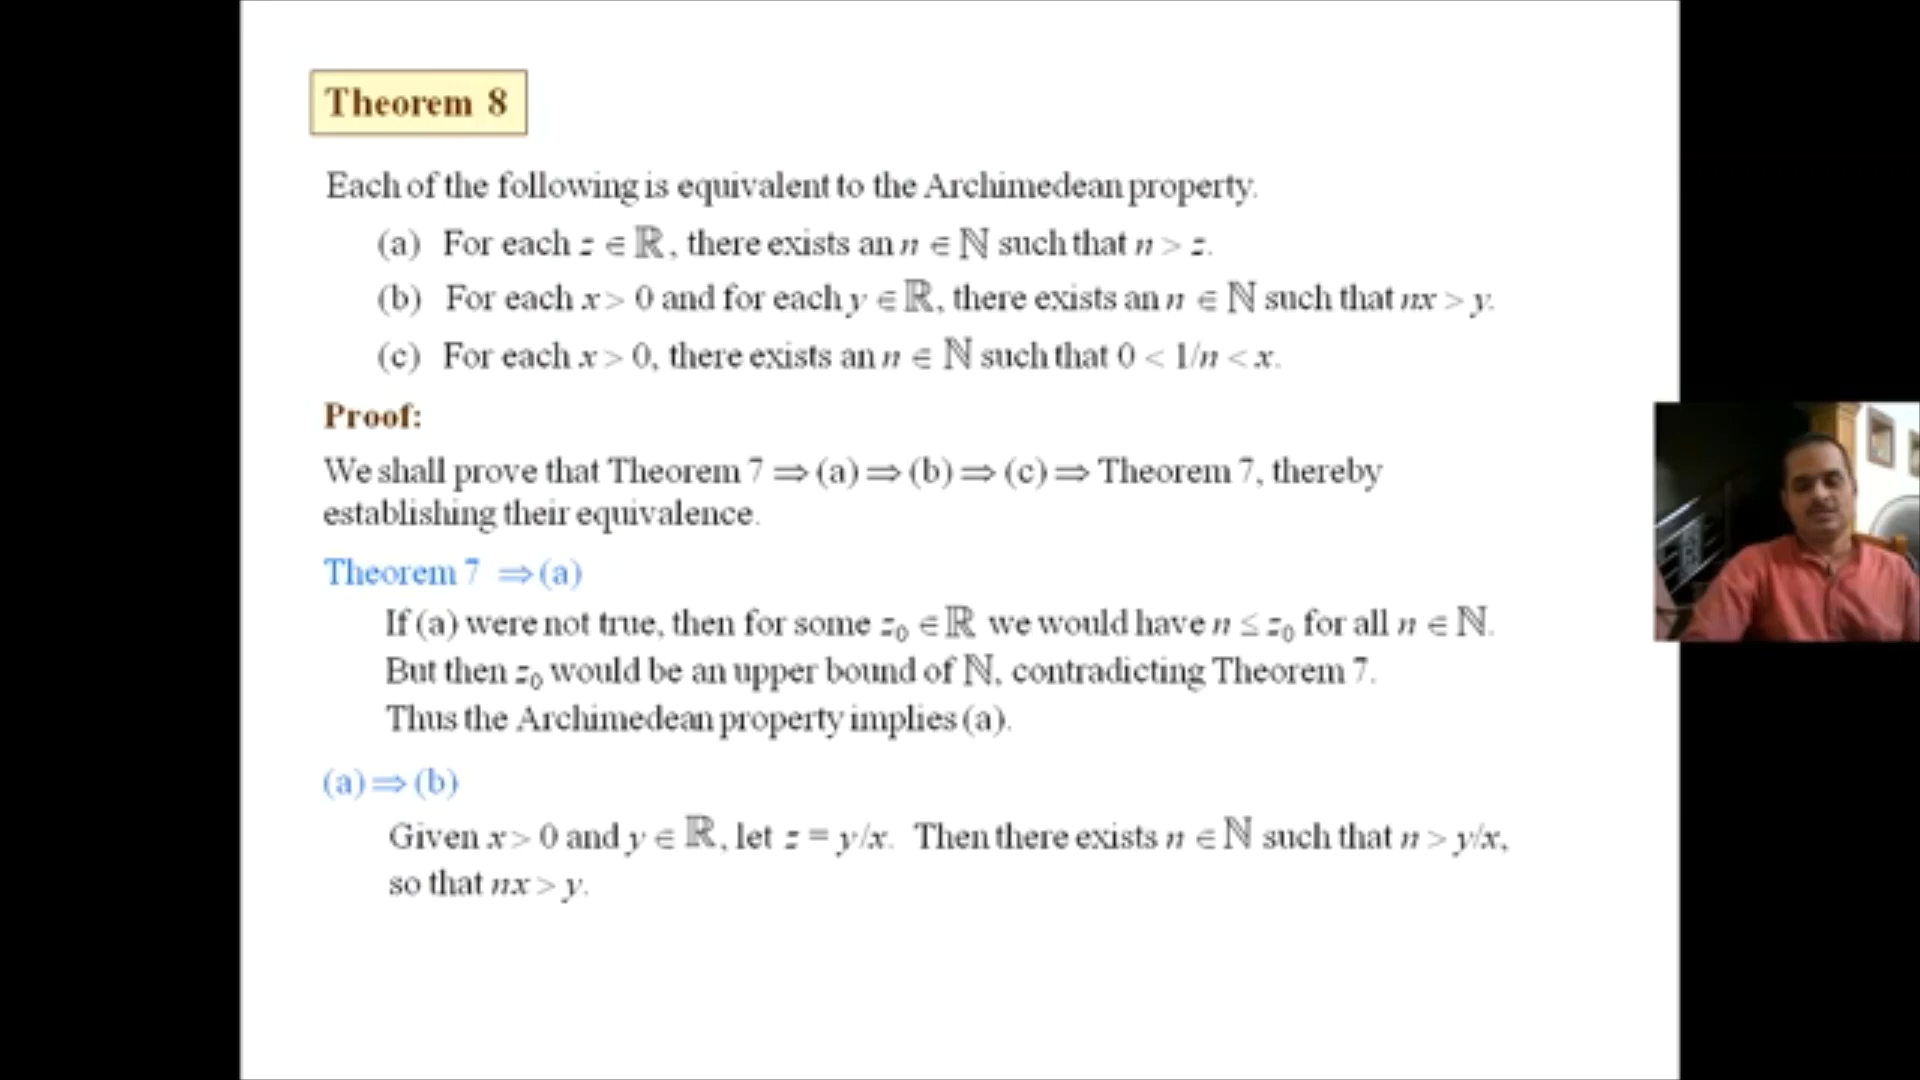 Theorem 8
Each of the following is equivalent to the Archimedean property.
(a) For each z ∈ ℝ, there exists an n ∈ ℕ such that n > z.
(b) For each x > 0 and for each y ∈ ℝ, there exists an n ∈ ℕ such that nx > y.
(c) For each x > 0, there exists an n ∈ ℕ such that 0 < 1/n < x.
Proof:
We shall prove that Theorem 7 ⇒ (a) ⇒ (b) ⇒ (c) ⇒ Theorem 7, thereby
establishing their equivalence.
Theorem 7 ⇒ (a)
If (a) were not true, then for some z₀ ∈ ℝ we would have n ≤ z₀ for all n ∈ ℕ.
But then z₀ would be an upper bound of ℕ, contradicting Theorem 7.
Thus the Archimedean property implies (a).
(a) ⇒ (b)
Given x > 0 and y ∈ ℝ, let z = y/x. Then there exists n ∈ ℕ such that n > y/x,
so that nx > y.